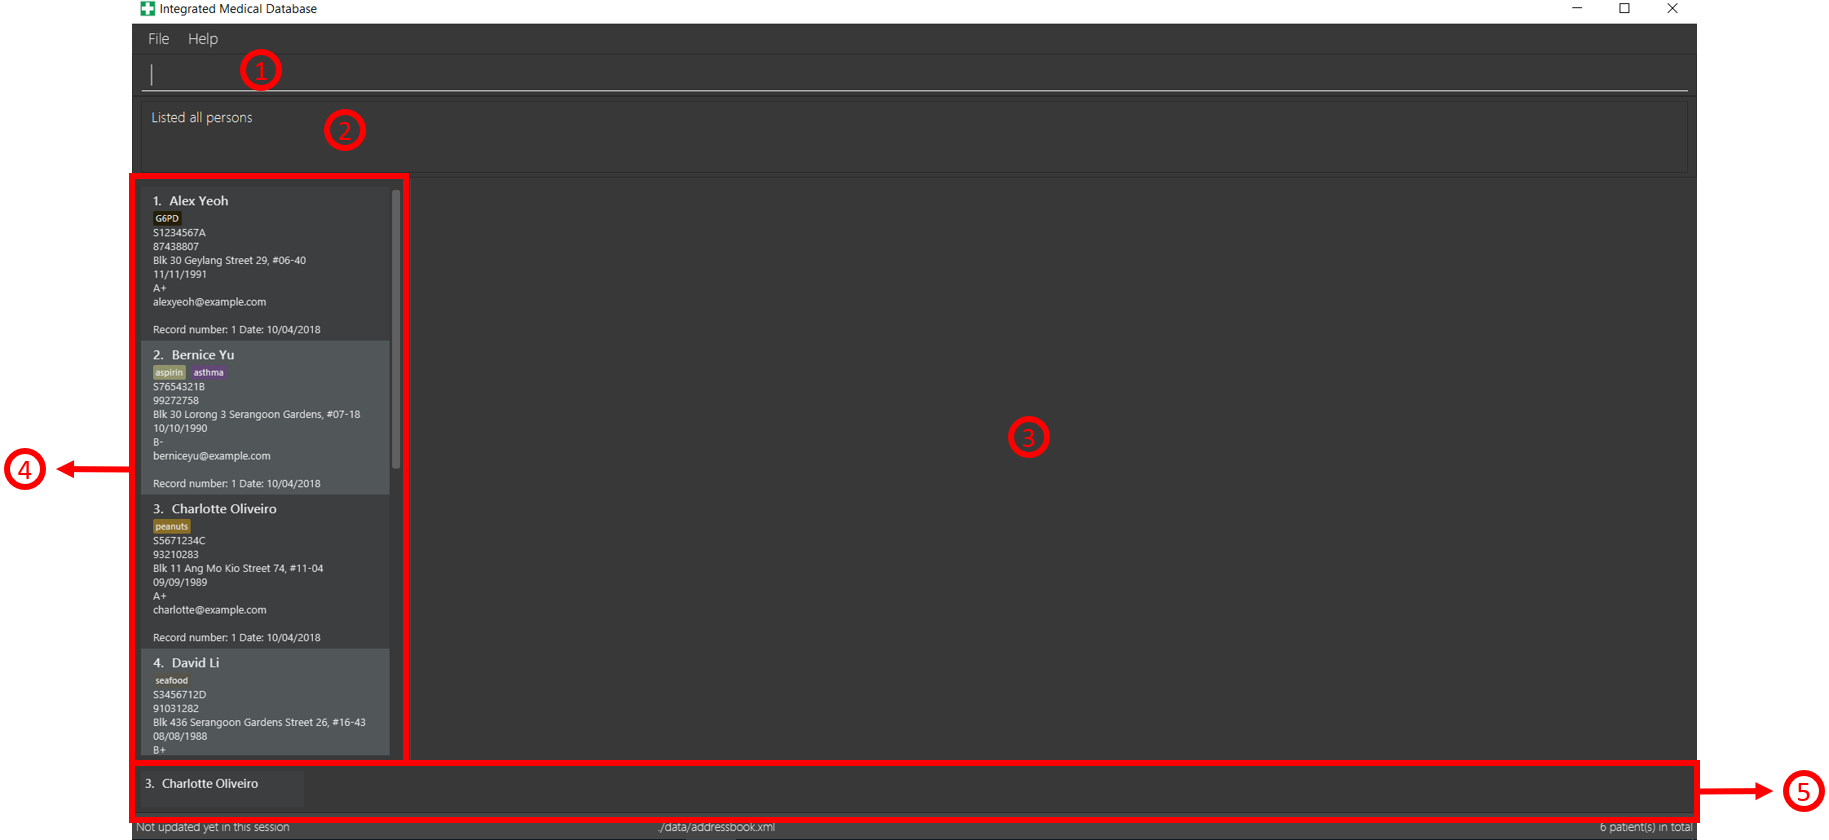 Integrated Medical Database
File Help
1
Listed all persons
2
1. Alex Yeoh
G6PD
S1234567A
87438807
Blk 30 Geylang Street 29, #06-40
11/11/1991
A+
alexyeoh@example.com
Record number: 1 Date: 10/04/2018
2. Bernice Yu
aspirin asthma
S7654321B
99272758
Blk 30 Lorong 3 Serangoon Gardens, #07-18
10/10/1990
B-
berniceyu@example.com
Record number: 1 Date: 10/04/2018
3. Charlotte Oliveiro
peanuts
S5671234C
93210283
Blk 11 Ang Mo Kio Street 74, #11-04
09/09/1989
A+
charlotte@example.com
Record number: 1 Date: 10/04/2018
4. David Li
seafood
S3456712D
91031282
Blk 436 Serangoon Gardens Street 26, #16-43
08/08/1988
B+
3
4
3. Charlotte Oliveiro
5
Not updated yet in this session ./data/addressbook.xml 6 patient(s) in total